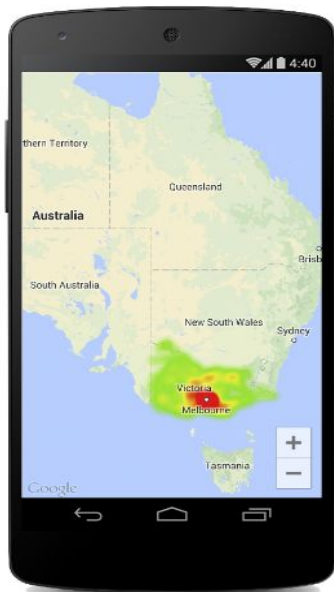 4:40
thern Territory
Queensland
Australia
Brisb
South Australia
New South Wales
Sydney
Victoria
Melbourne
Tasmania
+
−
Google